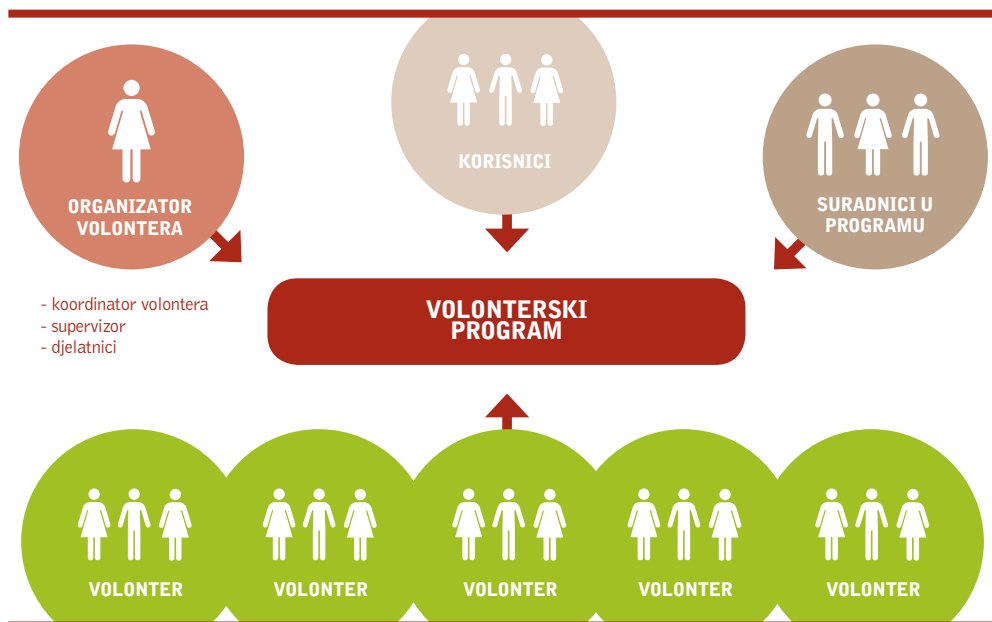 KORISNICI
ORGANIZATOR
VOLONTERA
SURADNICI U
PROGRAMU
- koordinator volontera
- supervizor
- djelatnici
VOLONTERSKI
PROGRAM
VOLONTER
VOLONTER
VOLONTER
VOLONTER
VOLONTER